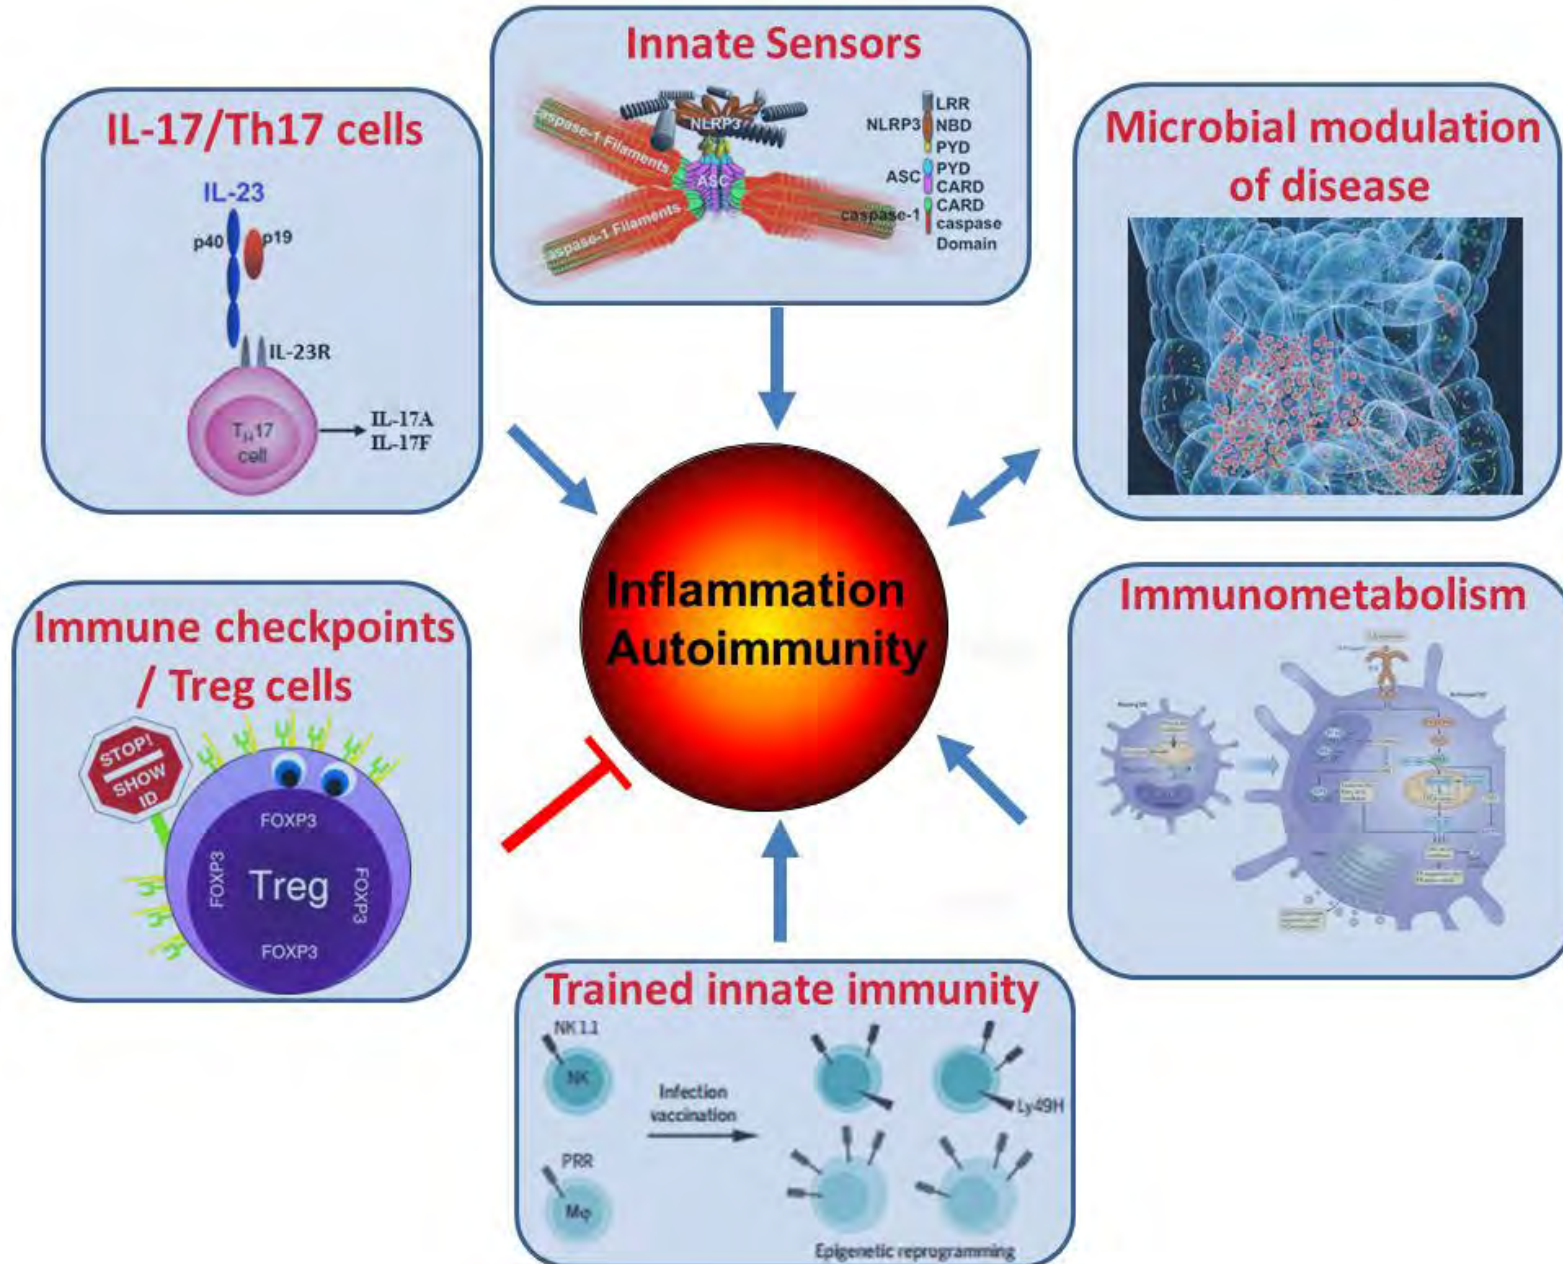 Innate Sensors
NLRP3
caspase-1 Filaments
ASC
caspase-1 Filaments
LRR
NLRP3
NBD
PYD
PYD
ASC
CARD
CARD
caspase-1
caspase
Domain
IL-17/Th17 cells
IL-23
p40
p19
IL-23R
TH17
cell
IL-17A
IL-17F
Microbial modulation
of disease
Inflammation
Autoimmunity
Immune checkpoints
/ Treg cells
STOP!
SHOW
ID
FOXP3
FOXP3
Treg
FOXP3
FOXP3
Immunometabolism
Trained innate immunity
NK 1.1
NK
Infection
vaccination
Ly49H
PRR
Mφ
Epigenetic reprogramming